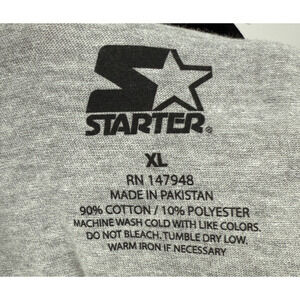 STARTER®
XL
RN 147948
MADE IN PAKISTAN
90% COTTON / 10% POLYESTER
MACHINE WASH COLD WITH LIKE COLORS.
DO NOT BLEACH. TUMBLE DRY LOW.
WARM IRON IF NECESSARY